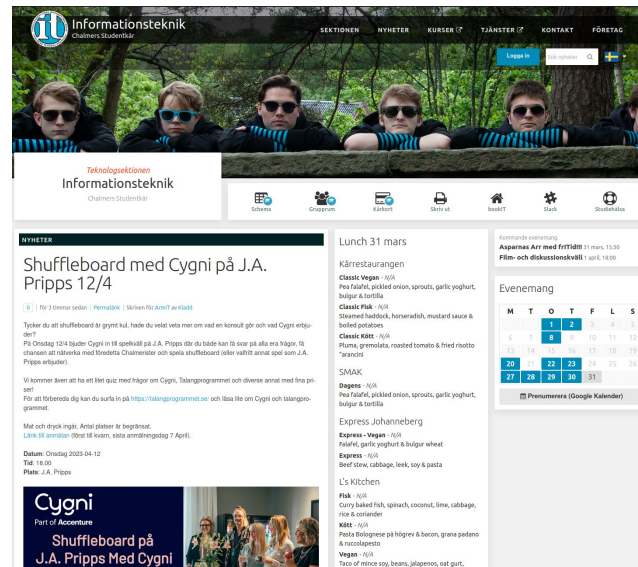 it
Informationsteknik
Chalmers Studentkår
SEKTIONEN NYHETER KURSER TJÄNSTER KONTAKT FÖRETAG
Logga in
Sök nyheter
Teknologsektionen
Informationsteknik
Chalmers Studentkår
Schema Grupprum Kårkort Skriv ut bookIT Slack Studiehälsa
NYHETER
Shuffleboard med Cygni på J.A.
Pripps 12/4
0 | för 3 timmar sedan | Permalänk | Skriven för ArmIT av Kladd
Tycker du att shuffleboard är grymt kul, hade du velat veta mer om vad en konsult gör och vad Cygni erbju-
der?
På Onsdag 12/4 bjuder Cygni in till spelkväll på J.A. Pripps där du både kan få svar på alla era frågor, få
chansen att nätverka med föredetta Chalmerister och spela shuffleboard (eller valfritt annat spel som J.A.
Pripps erbjuder).
Vi kommer även att ha ett litet quiz med frågor om Cygni, Talangprogrammet och diverse annat med fina pri-
ser!
För att förbereda dig kan du surfa in på https://talangprogrammet.se/ och läsa lite om Cygni och talangpro-
grammet.
Mat och dryck ingår, Antal platser är begränsat.
Länk till anmälan (först till kvarn, sista anmälningsdag 7 April).
Datum: Onsdag 2023-04-12
Tid: 18.00
Plats: J.A. Pripps
Cygni
Part of Accenture
Shuffleboard på
J.A. Pripps Med Cygni
Lunch 31 mars
Kårrestaurangen
Classic Vegan - N/A
Pea falafel, pickled onion, sprouts, garlic yoghurt,
bulgur & tortilla
Classic Fisk - N/A
Steamed haddock, horseradish, mustard sauce &
boiled potatoes
Classic Kött - N/A
Pluma, gremolata, roasted tomato & fried risotto
"arancini
SMAK
Dagens - N/A
Pea falafel, pickled onion, sprouts, garlic yoghurt,
bulgur & tortilla
Express Johanneberg
Express - Vegan - N/A
Falafel, garlic yoghurt & bulgur wheat
Express - N/A
Beef stew, cabbage, leek, soy & pasta
L's Kitchen
Fisk - N/A
Curry baked fish, spinach, coconut, lime, cabbage,
rice & coriander
Kött - N/A
Pasta Bolognese på högrev & bacon, grana padano
& ruccolapesto
Vegan - N/A
Taco of mince soy, beans, jalapenos, oat gurt,
Kommande evenemang
Asparnas Arr med frITid!!! 31 mars, 15:30
Film- och diskussionskväll 1 april, 18:00
Evenemang
M T O T F L S
1 2 3 4 5
6 7 8 9 10 11 12
13 14 15 16 17 18 19
20 21 22 23 24 25 26
27 28 29 30 31
Prenumerera (Google Kalender)